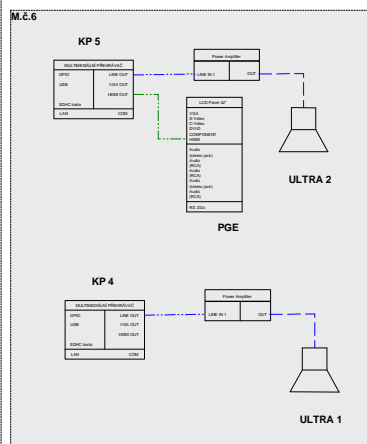 M.č.6
KP 5
MULTIMEDIÁLNÍ PŘEHRÁVAČ
GPIO LINE OUT
USB VGA OUT
HDMI OUT
SDHC karta
LAN COM
Power Amplifier
LINE IN 1 OUT
LCD Panel 42"
VGA
S-Video
C-Video
DVI/D
COMPONENT
HDMI
Audio
(stereo jack)
Audio
(RCA)
Audio
(RCA)
Audio
(stereo jack)
Audio
(RCA)
RS 232c
ULTRA 2
PGE
KP 4
MULTIMEDIÁLNÍ PŘEHRÁVAČ
GPIO LINE OUT
USB VGA OUT
HDMI OUT
SDHC karta
LAN COM
Power Amplifier
LINE IN 1 OUT
ULTRA 1